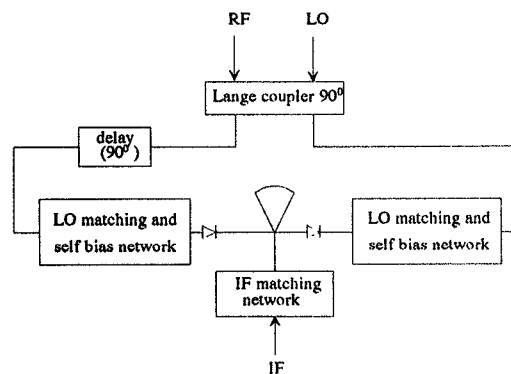 RF
LO
Lange coupler 90⁰
delay
(90⁰)
LO matching and
self bias network
LO matching and
self bias network
IF matching
network
IF